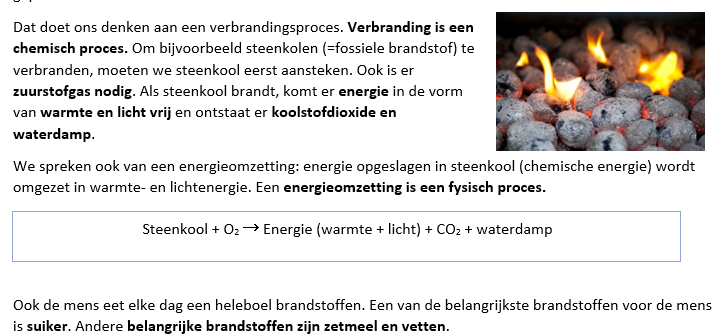 Dat doet ons denken aan een verbrandingsproces. Verbranding is een
chemisch proces. Om bijvoorbeeld steenkolen (=fossiele brandstof) te
verbranden, moeten we steenkool eerst aansteken. Ook is er
zuurstofgas nodig. Als steenkool brandt, komt er energie in de vorm
van warmte en licht vrij en ontstaat er koolstofdioxide en
waterdamp.
We spreken ook van een energieomzetting: energie opgeslagen in steenkool (chemische energie) wordt
omgezet in warmte- en lichtenergie. Een energieomzetting is een fysisch proces.
Steenkool + O₂ → Energie (warmte + licht) + CO₂ + waterdamp
Ook de mens eet elke dag een heleboel brandstoffen. Een van de belangrijkste brandstoffen voor de mens
is suiker. Andere belangrijke brandstoffen zijn zetmeel en vetten.